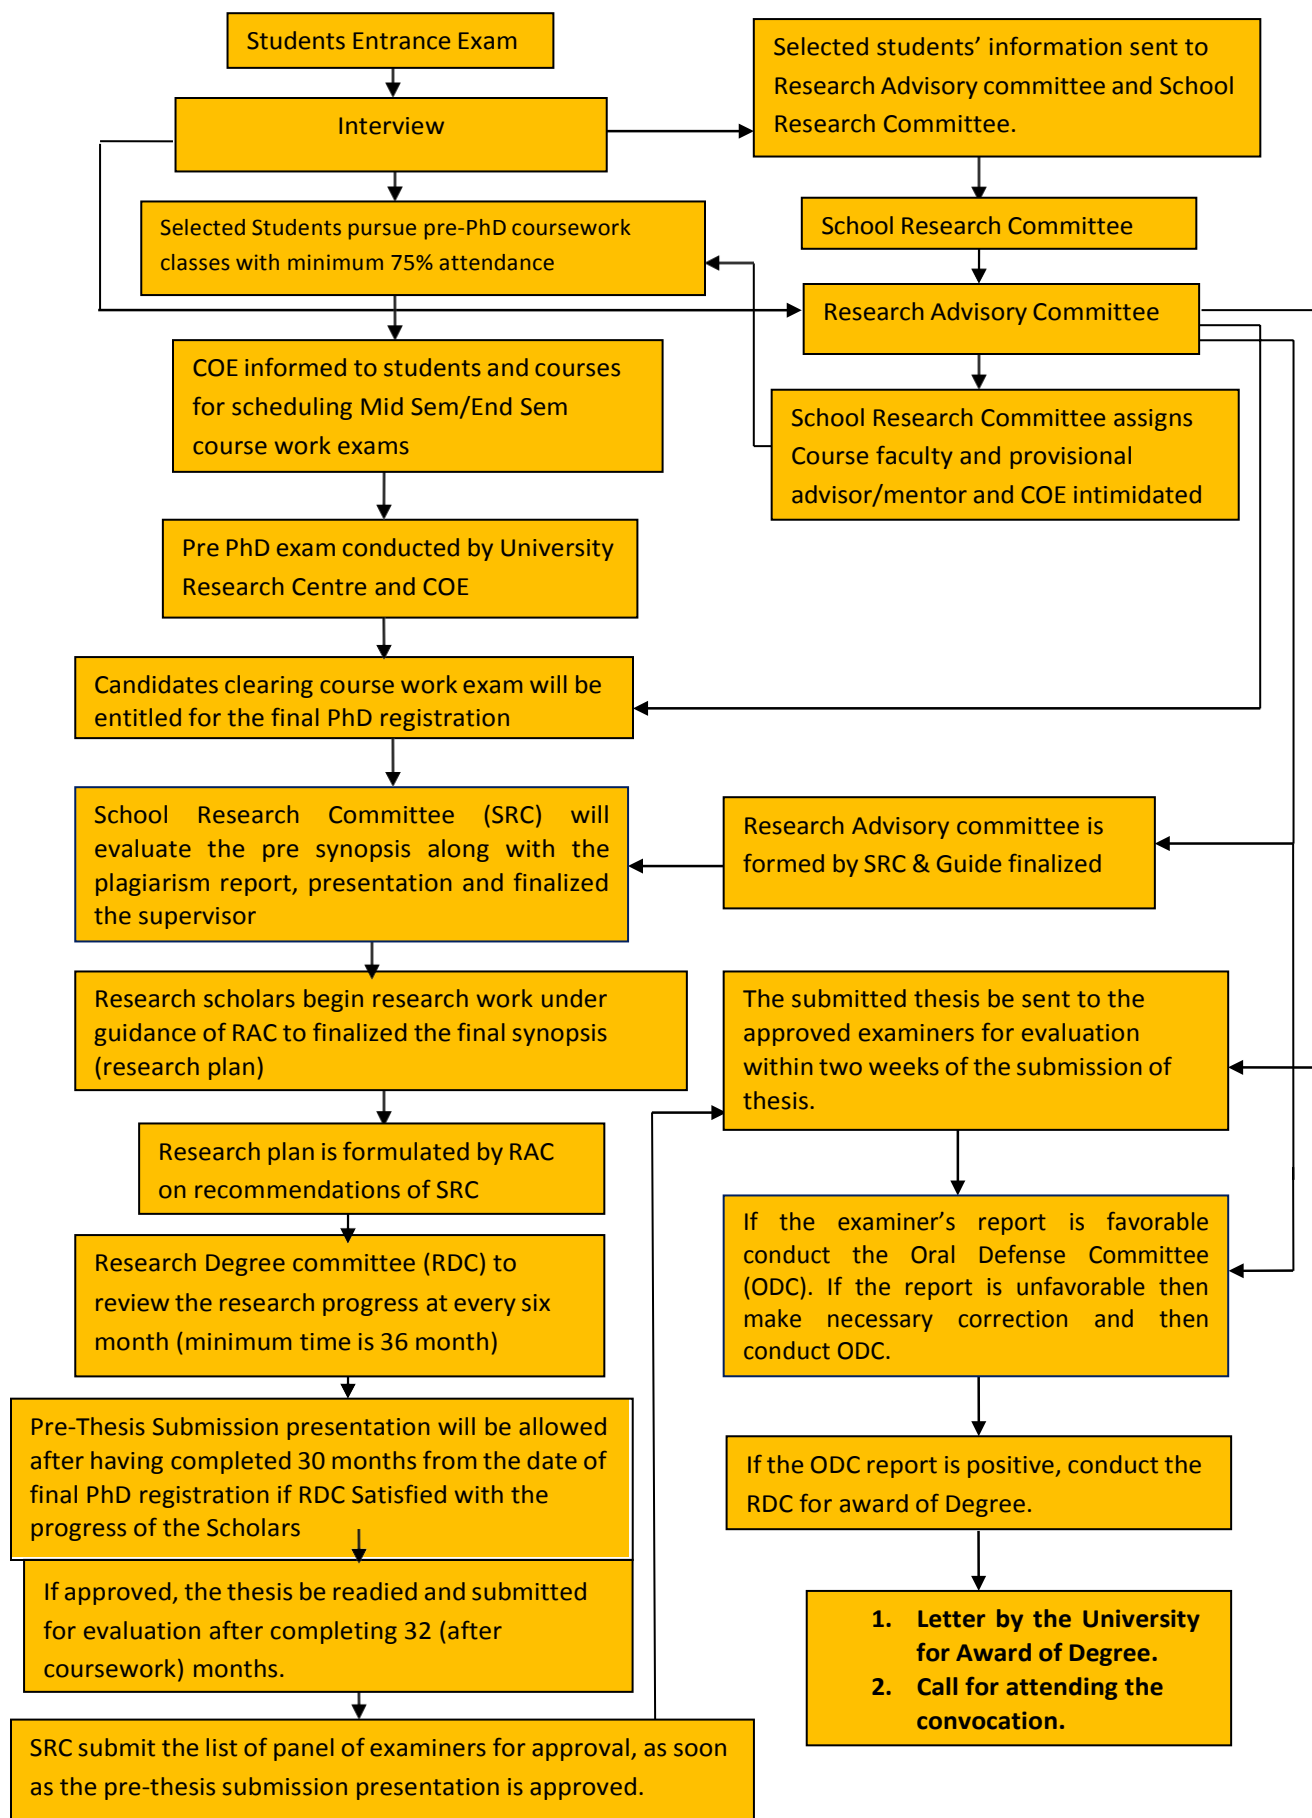 Students Entrance Exam
Interview
Selected students’ information sent to
Research Advisory committee and School
Research Committee.
Selected Students pursue pre-PhD coursework
classes with minimum 75% attendance
School Research Committee
Research Advisory Committee
COE informed to students and courses
for scheduling Mid Sem/End Sem
course work exams
School Research Committee assigns
Course faculty and provisional
advisor/mentor and COE intimidated
Pre PhD exam conducted by University
Research Centre and COE
Candidates clearing course work exam will be
entitled for the final PhD registration
School Research Committee (SRC) will
evaluate the pre synopsis along with the
plagiarism report, presentation and finalized
the supervisor
Research Advisory committee is
formed by SRC & Guide finalized
Research scholars begin research work under
guidance of RAC to finalized the final synopsis
(research plan)
The submitted thesis be sent to the
approved examiners for evaluation
within two weeks of the submission of
thesis.
Research plan is formulated by RAC
on recommendations of SRC
Research Degree committee (RDC) to
review the research progress at every six
month (minimum time is 36 month)
If the examiner’s report is favorable
conduct the Oral Defense Committee
(ODC). If the report is unfavorable then
make necessary correction and then
conduct ODC.
Pre-Thesis Submission presentation will be allowed
after having completed 30 months from the date of
final PhD registration if RDC Satisfied with the
progress of the Scholars
If the ODC report is positive, conduct the
RDC for award of Degree.
If approved, the thesis be readied and submitted
for evaluation after completing 32 (after
coursework) months.
1. Letter by the University
for Award of Degree.
2. Call for attending the
convocation.
SRC submit the list of panel of examiners for approval, as soon
as the pre-thesis submission presentation is approved.